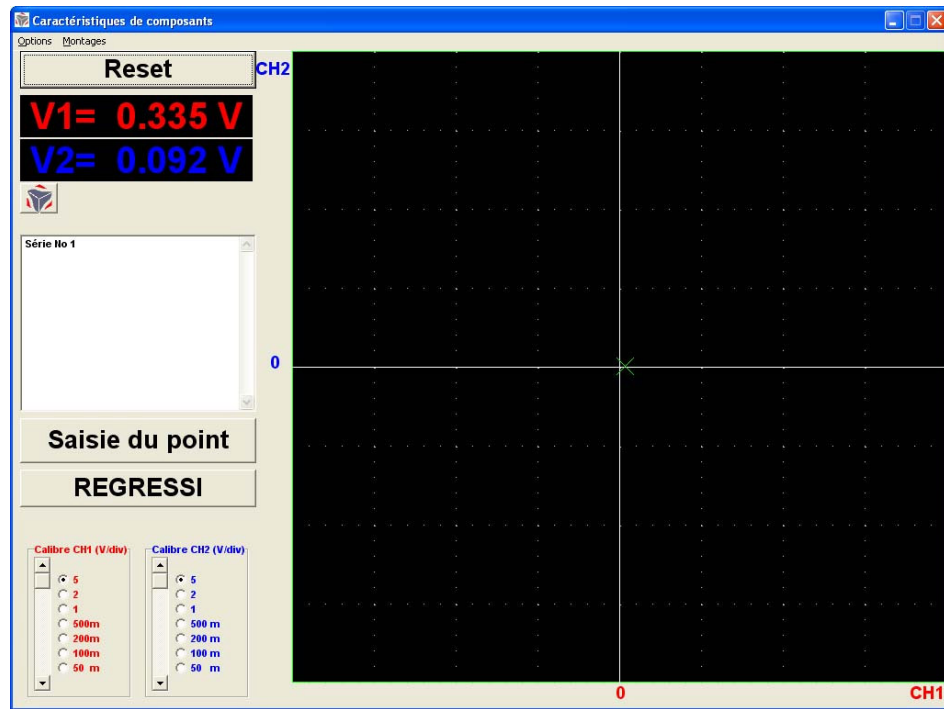 Caractéristiques de composants
Options Montages
Reset
CH2
V1= 0.335 V
V2= 0.092 V
Série No 1
0
Saisie du point
REGRESSI
Calibre CH1 (V/div)
5
2
1
500m
200m
100m
50 m
Calibre CH2 (V/div)
5
2
1
500 m
200 m
100 m
50 m
0
CH1